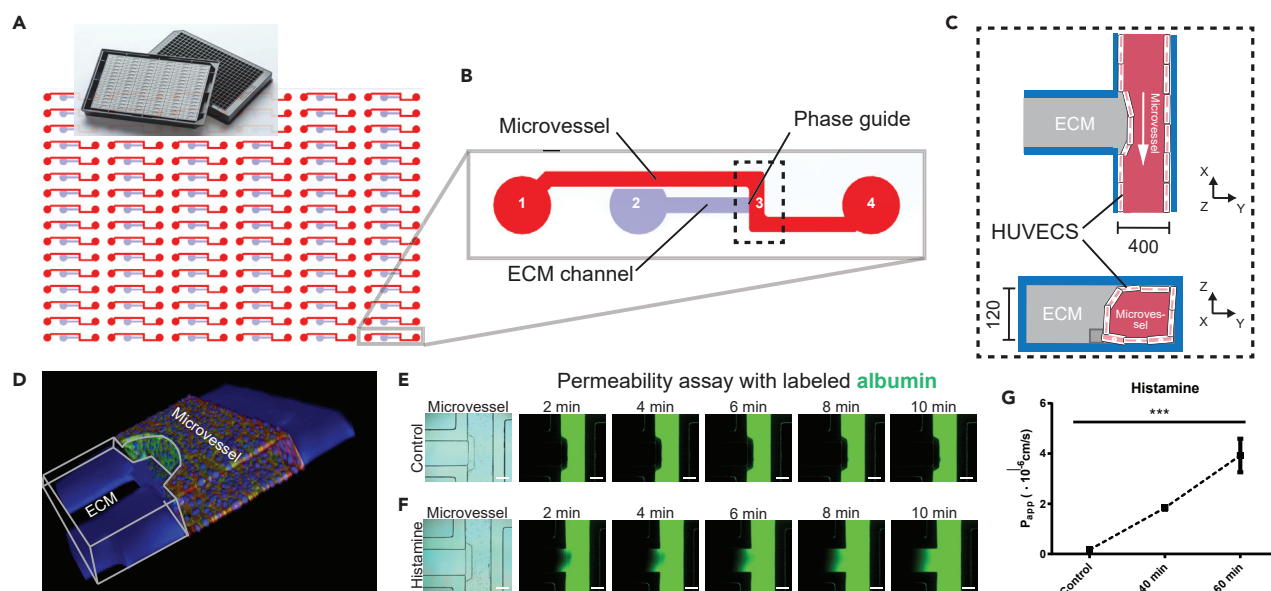 A
B
Microvessel
Phase guide
1
2
3
4
ECM channel
C
ECM
Microvessel
X
Z
Y
HUVECS
400
120
ECM
Microves-
sel
Z
X
Y
D
Microvessel
ECM
E
Permeability assay with labeled albumin
Microvessel
2 min
4 min
6 min
8 min
10 min
Control
F
Microvessel
2 min
4 min
6 min
8 min
10 min
Histamine
G
Histamine
***
6
4
2
0
Papp ( · 10-6cm/s)
Control
40 min
60 min